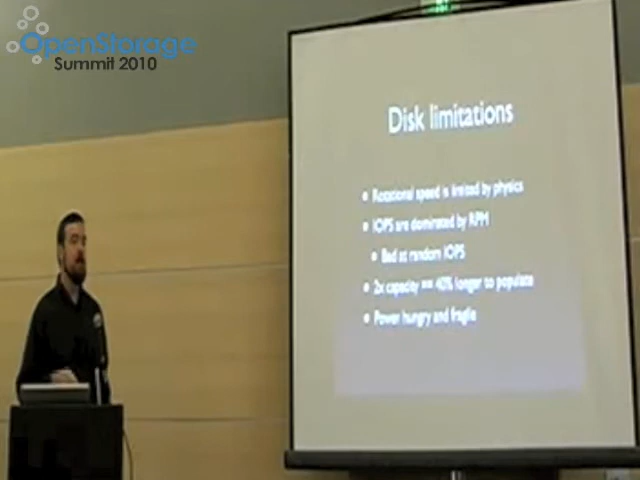 OpenStorage
Summit 2010
Disk limitations
Rotational speed is limited by physics
IOPS are dominated by RPM
Bad at random IOPS
2x capacity == 40% longer to populate
Power hungry and fragile